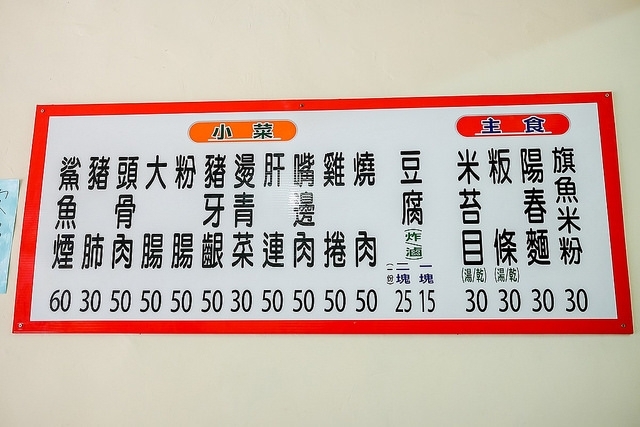 主食
旗魚米粉 30
陽春麵 30
粄條 (湯/乾) 30
米苔目 (湯/乾) 30
小菜
豆腐 (炸滷)
一塊 15
二塊 25
燒肉 50
雞捲 50
嘴邊肉 50
肝連 50
燙青菜 30
豬牙齦 50
粉腸 50
大腸 50
頭骨肉 50
豬肺 30
鯊魚煙 60